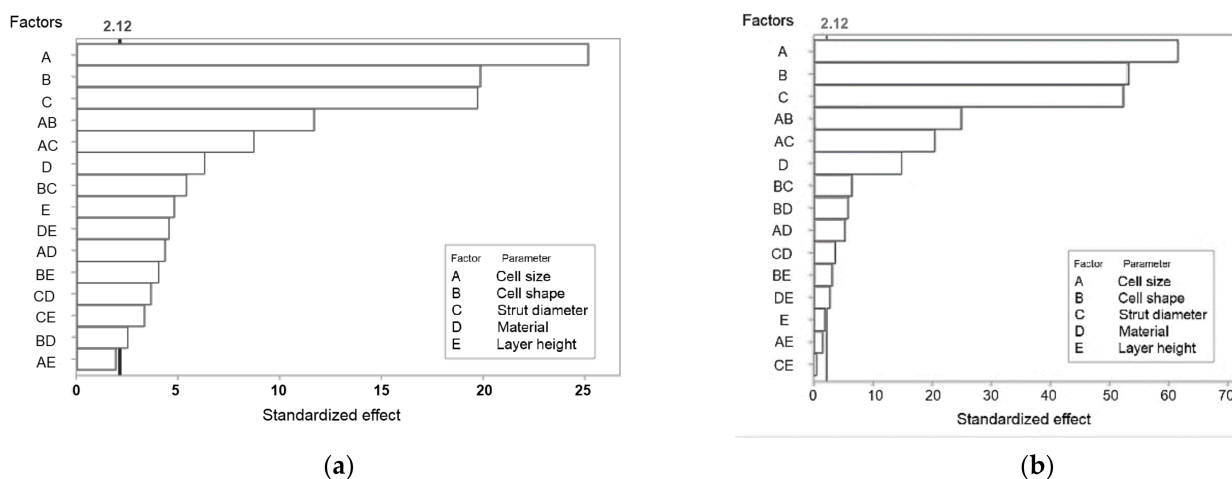 Factors
2.12
A
B
C
AB
AC
D
BC
E
DE
AD
BE
CD
CE
BD
AE
Factor Parameter
A Cell size
B Cell shape
C Strut diameter
D Material
E Layer height
0 5 10 15 20 25
Standardized effect
(a)
Factors
2.12
A
B
C
AB
AC
D
BC
BD
AD
CD
BE
DE
E
AE
CE
Factor Parameter
A Cell size
B Cell shape
C Strut diameter
D Material
E Layer height
0 10 20 30 40 50 60 70
Standardized effect
(b)